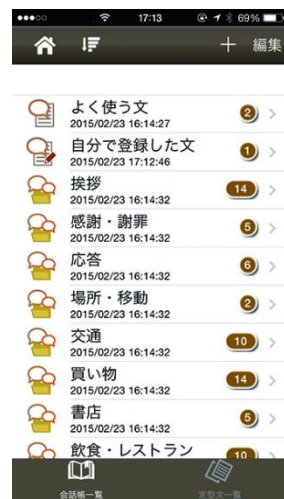 17:13 69%
編集
よく使う文
2015/02/23 16:14:27
2
自分で登録した文
2015/02/23 17:12:46
1
挨拶
2015/02/23 16:14:32
14
感謝・謝罪
2015/02/23 16:14:32
5
応答
2015/02/23 16:14:32
6
場所・移動
2015/02/23 16:14:32
2
交通
2015/02/23 16:14:32
10
買い物
2015/02/23 16:14:32
14
書店
2015/02/23 16:14:32
5
飲食・レストラン
10
会話帳一覧
定型文一覧